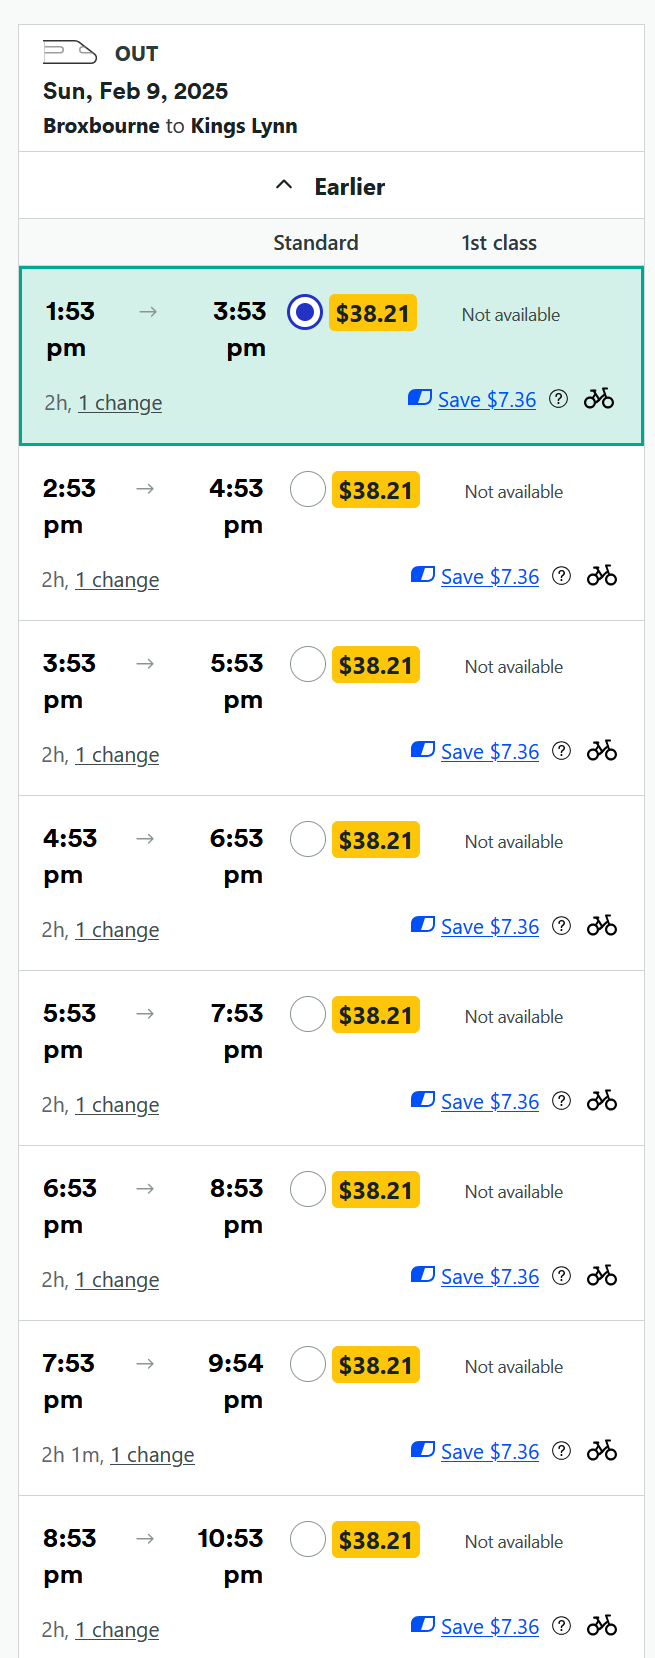 OUT
Sun, Feb 9, 2025
Broxbourne to Kings Lynn
Earlier
Standard 1st class
1:53 pm → 3:53 pm $38.21 Not available
2h, 1 change Save $7.36 ?
2:53 pm → 4:53 pm $38.21 Not available
2h, 1 change Save $7.36 ?
3:53 pm → 5:53 pm $38.21 Not available
2h, 1 change Save $7.36 ?
4:53 pm → 6:53 pm $38.21 Not available
2h, 1 change Save $7.36 ?
5:53 pm → 7:53 pm $38.21 Not available
2h, 1 change Save $7.36 ?
6:53 pm → 8:53 pm $38.21 Not available
2h, 1 change Save $7.36 ?
7:53 pm → 9:54 pm $38.21 Not available
2h 1m, 1 change Save $7.36 ?
8:53 pm → 10:53 pm $38.21 Not available
2h, 1 change Save $7.36 ?